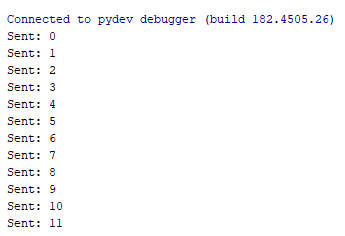 Connected to pydev debugger (build 182.4505.26)
Sent: 0
Sent: 1
Sent: 2
Sent: 3
Sent: 4
Sent: 5
Sent: 6
Sent: 7
Sent: 8
Sent: 9
Sent: 10
Sent: 11